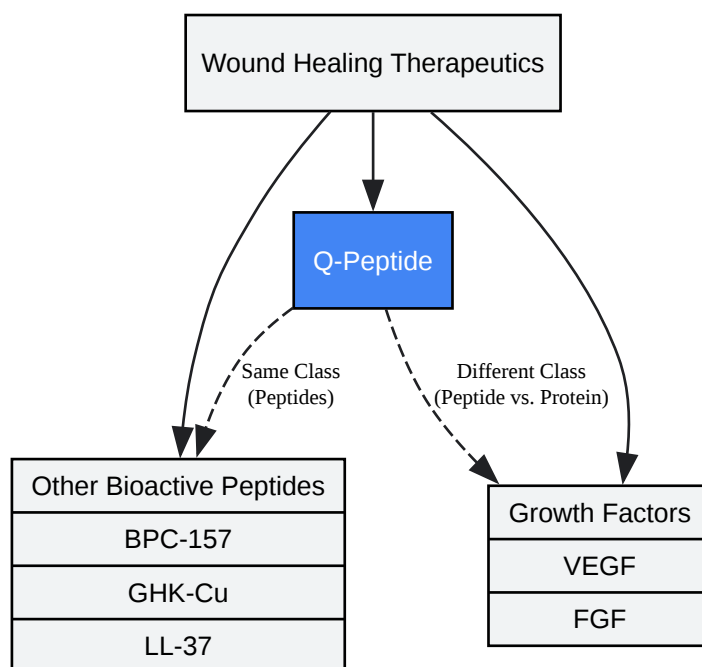 Wound Healing Therapeutics
Q-Peptide
Same Class
(Peptides)
Different Class
(Peptide vs. Protein)
Other Bioactive Peptides
BPC-157
GHK-Cu
LL-37
Growth Factors
VEGF
FGF